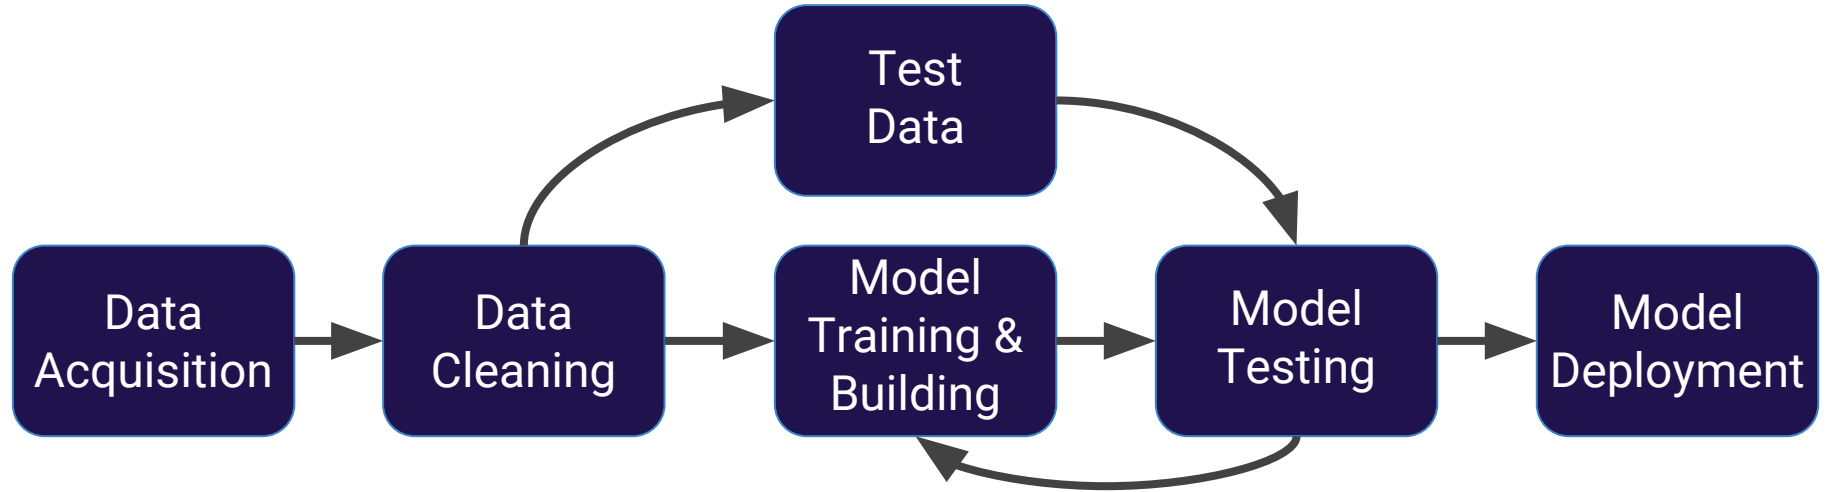 Test
Data
Data
Acquisition
Data
Cleaning
Model
Training &
Building
Model
Testing
Model
Deployment